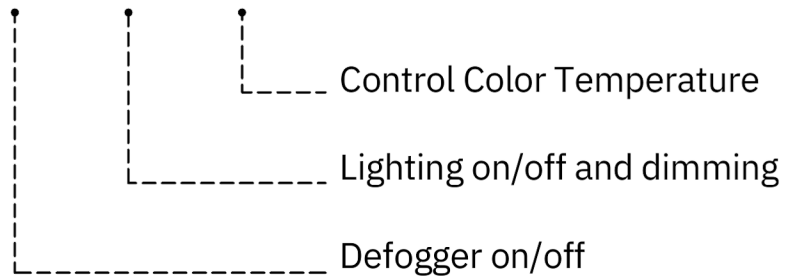 Control Color Temperature
Lighting on/off and dimming
Defogger on/off